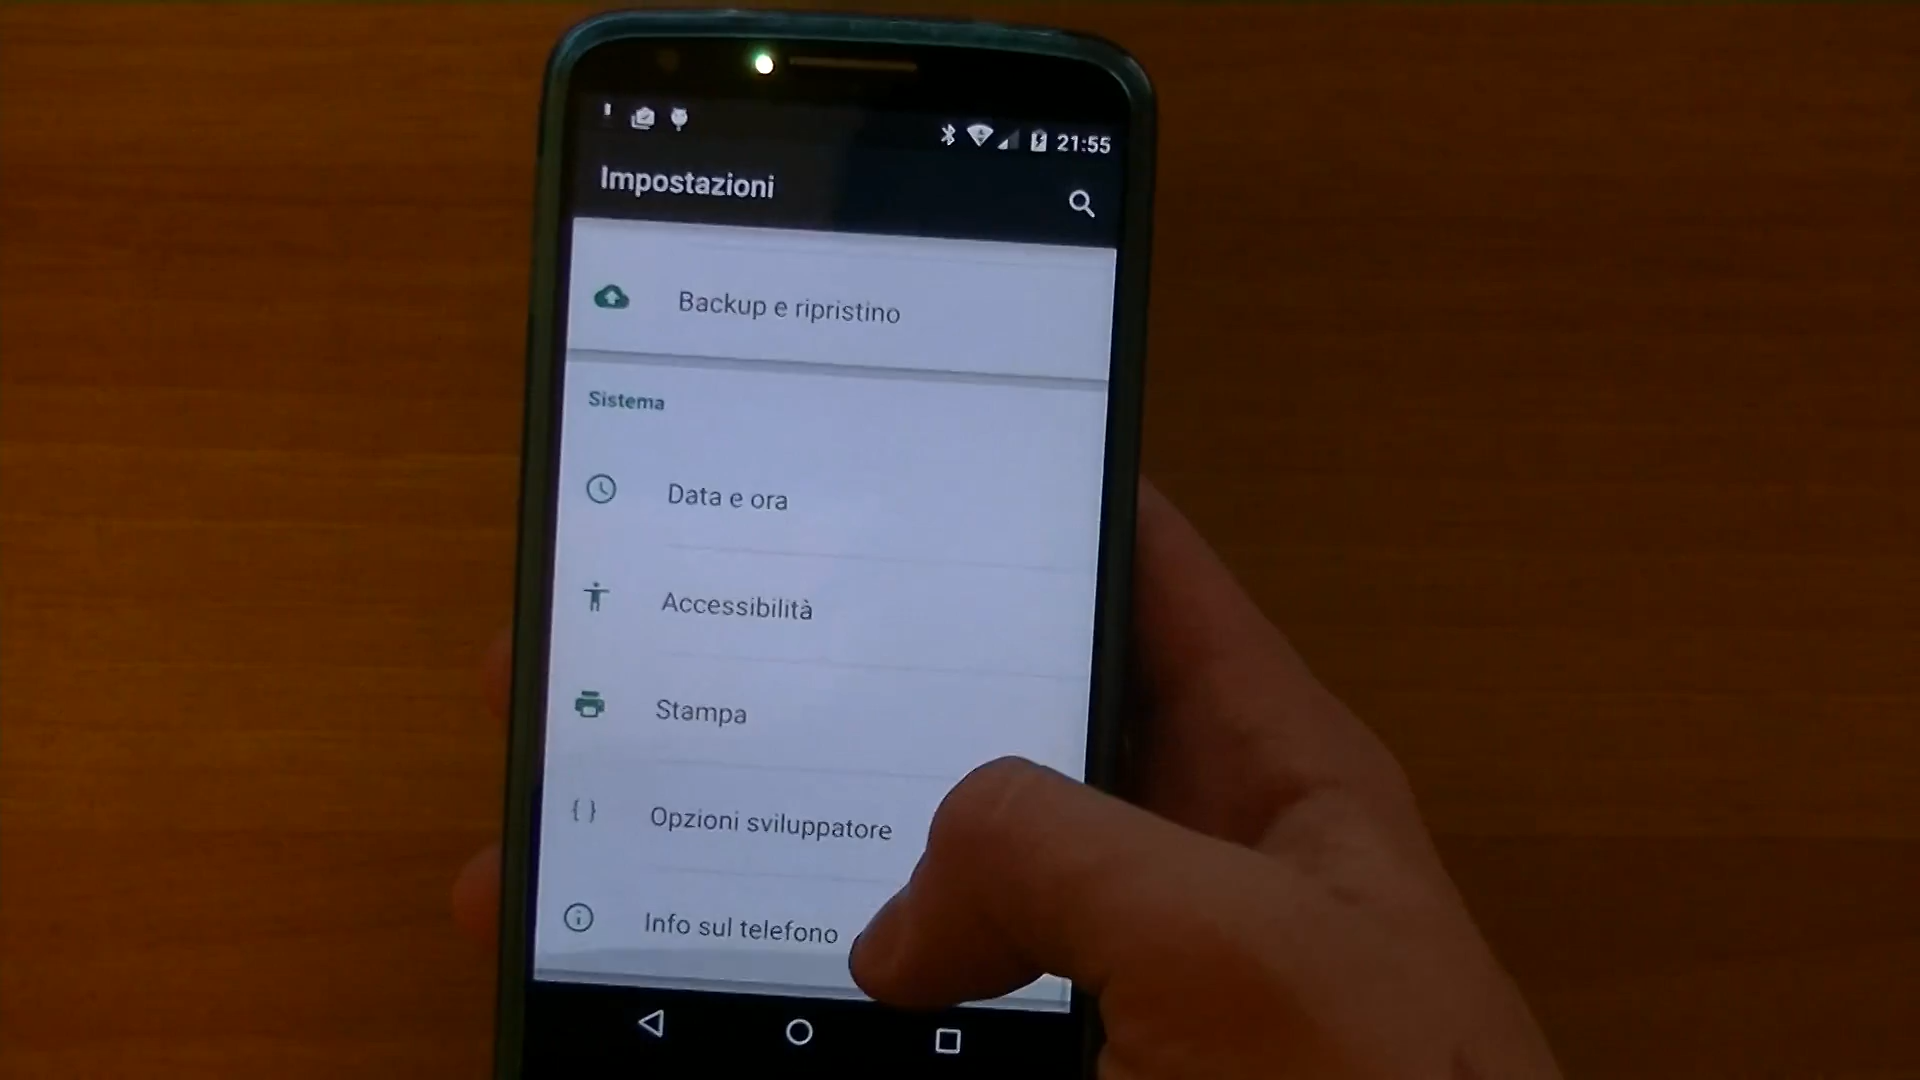 21:55
Impostazioni
Backup e ripristino
Sistema
Data e ora
Accessibilità
Stampa
{ }
Opzioni sviluppatore
Info sul telefono